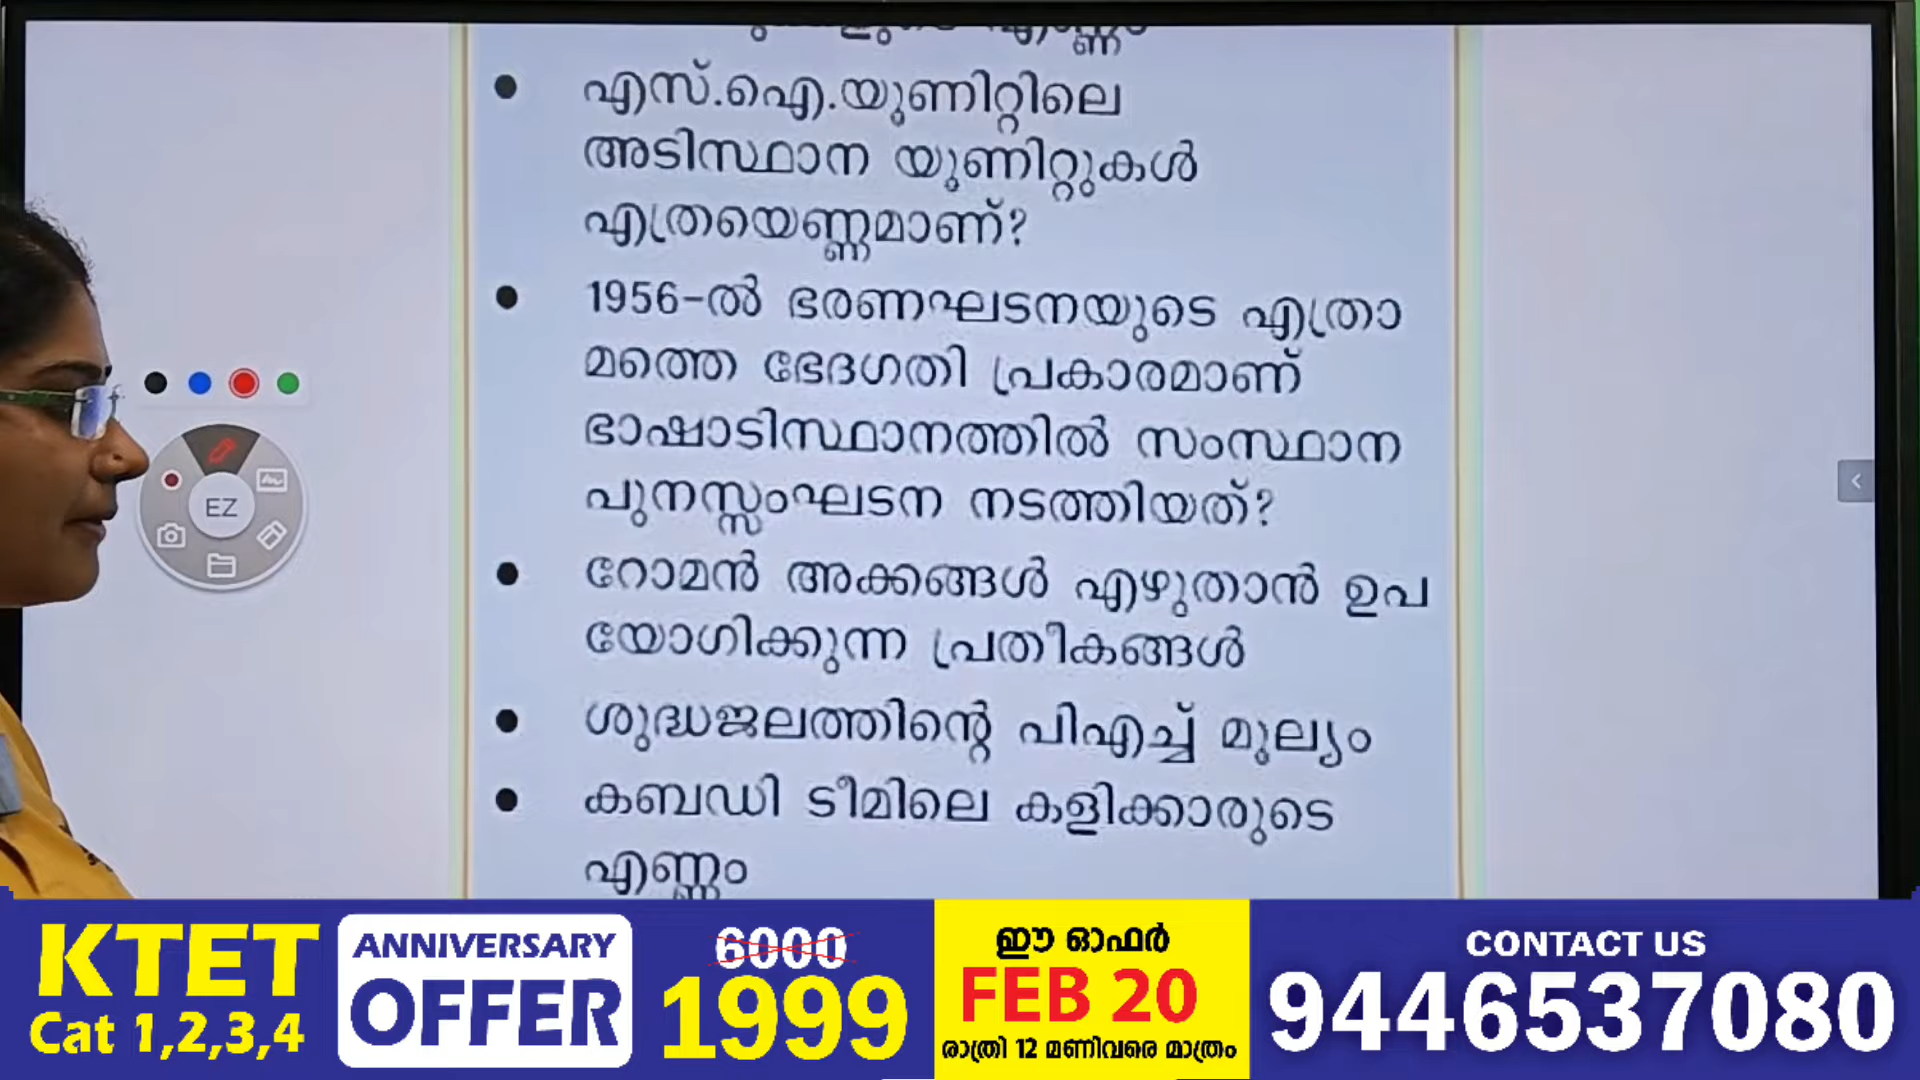 എസ്.ഐ.യുണിറ്റിലെ
അടിസ്ഥാന യുണിറ്റുകൾ
എത്രയെണ്ണമാണ്?
1956-ൽ ഭരണഘടനയുടെ എത്രാ
മത്തെ ഭേദഗതി പ്രകാരമാണ്
ഭാഷാടിസ്ഥാനത്തിൽ സംസ്ഥാന
പുനസ്സംഘടന നടത്തിയത്?
റോമൻ അക്കങ്ങൾ എഴുതാൻ ഉപ
യോഗിക്കുന്ന പ്രതീകങ്ങൾ
ശുദ്ധജലത്തിന്റെ പിഎച്ച് മൂല്യം
കബഡി ടീമിലെ കളിക്കാരുടെ
എണ്ണം
EZ
KTET
Cat 1,2,3,4
ANNIVERSARY
OFFER
6000
1999
ഈ ഓഫർ
FEB 20
രാത്രി 12 മണിവരെ മാത്രം
CONTACT US
9446537080